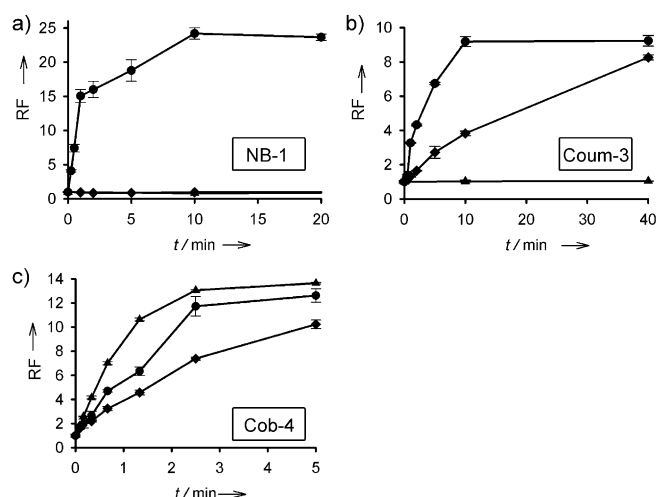 a)
25
20
15
10
5
0
RF →
NB-1
0 5 10 15 20
t / min →
b)
10
8
6
4
2
0
RF →
Coum-3
0 10 20 30 40
t / min →
c)
14
12
10
8
6
4
2
0
RF →
Cob-4
0 1 2 3 4 5
t / min →